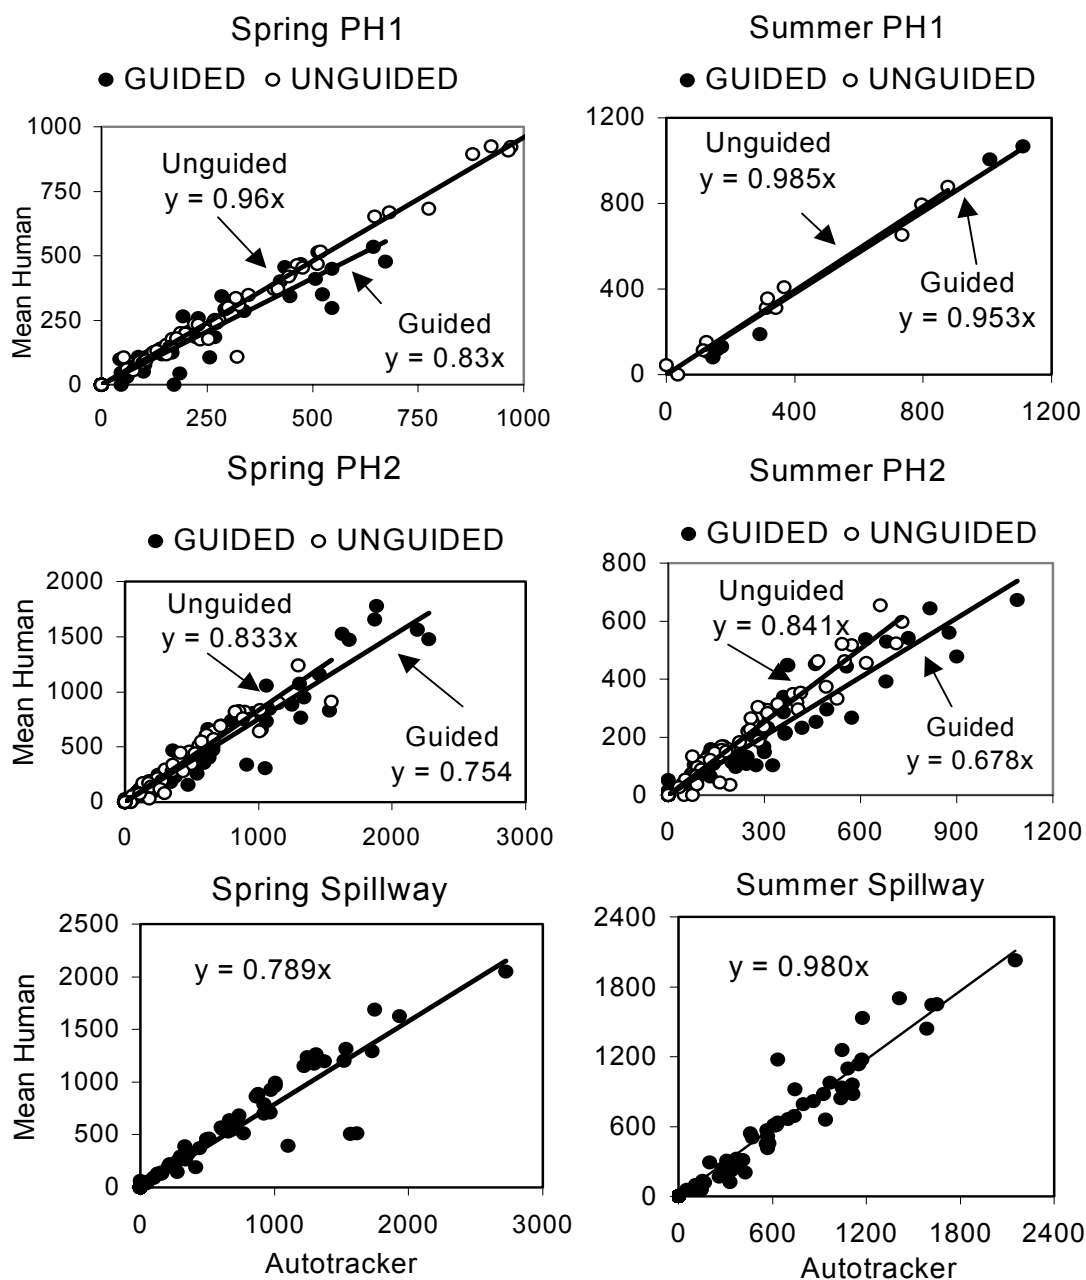 Spring PH1
● GUIDED ○ UNGUIDED
1000
750
500
250
0
Mean Human
Unguided
y = 0.96x
Guided
y = 0.83x
0 250 500 750 1000
Summer PH1
● GUIDED ○ UNGUIDED
1200
800
400
0
Unguided
y = 0.985x
Guided
y = 0.953x
0 400 800 1200
Spring PH2
● GUIDED ○ UNGUIDED
2000
1500
1000
500
0
Mean Human
Unguided
y = 0.833x
Guided
y = 0.754
0 1000 2000 3000
Summer PH2
● GUIDED ○ UNGUIDED
800
600
400
200
0
Unguided
y = 0.841x
Guided
y = 0.678x
0 300 600 900 1200
Spring Spillway
2500
2000
1500
1000
500
0
Mean Human
y = 0.789x
0 1000 2000 3000
Autotracker
Summer Spillway
2400
1800
1200
600
0
y = 0.980x
0 600 1200 1800 2400
Autotracker